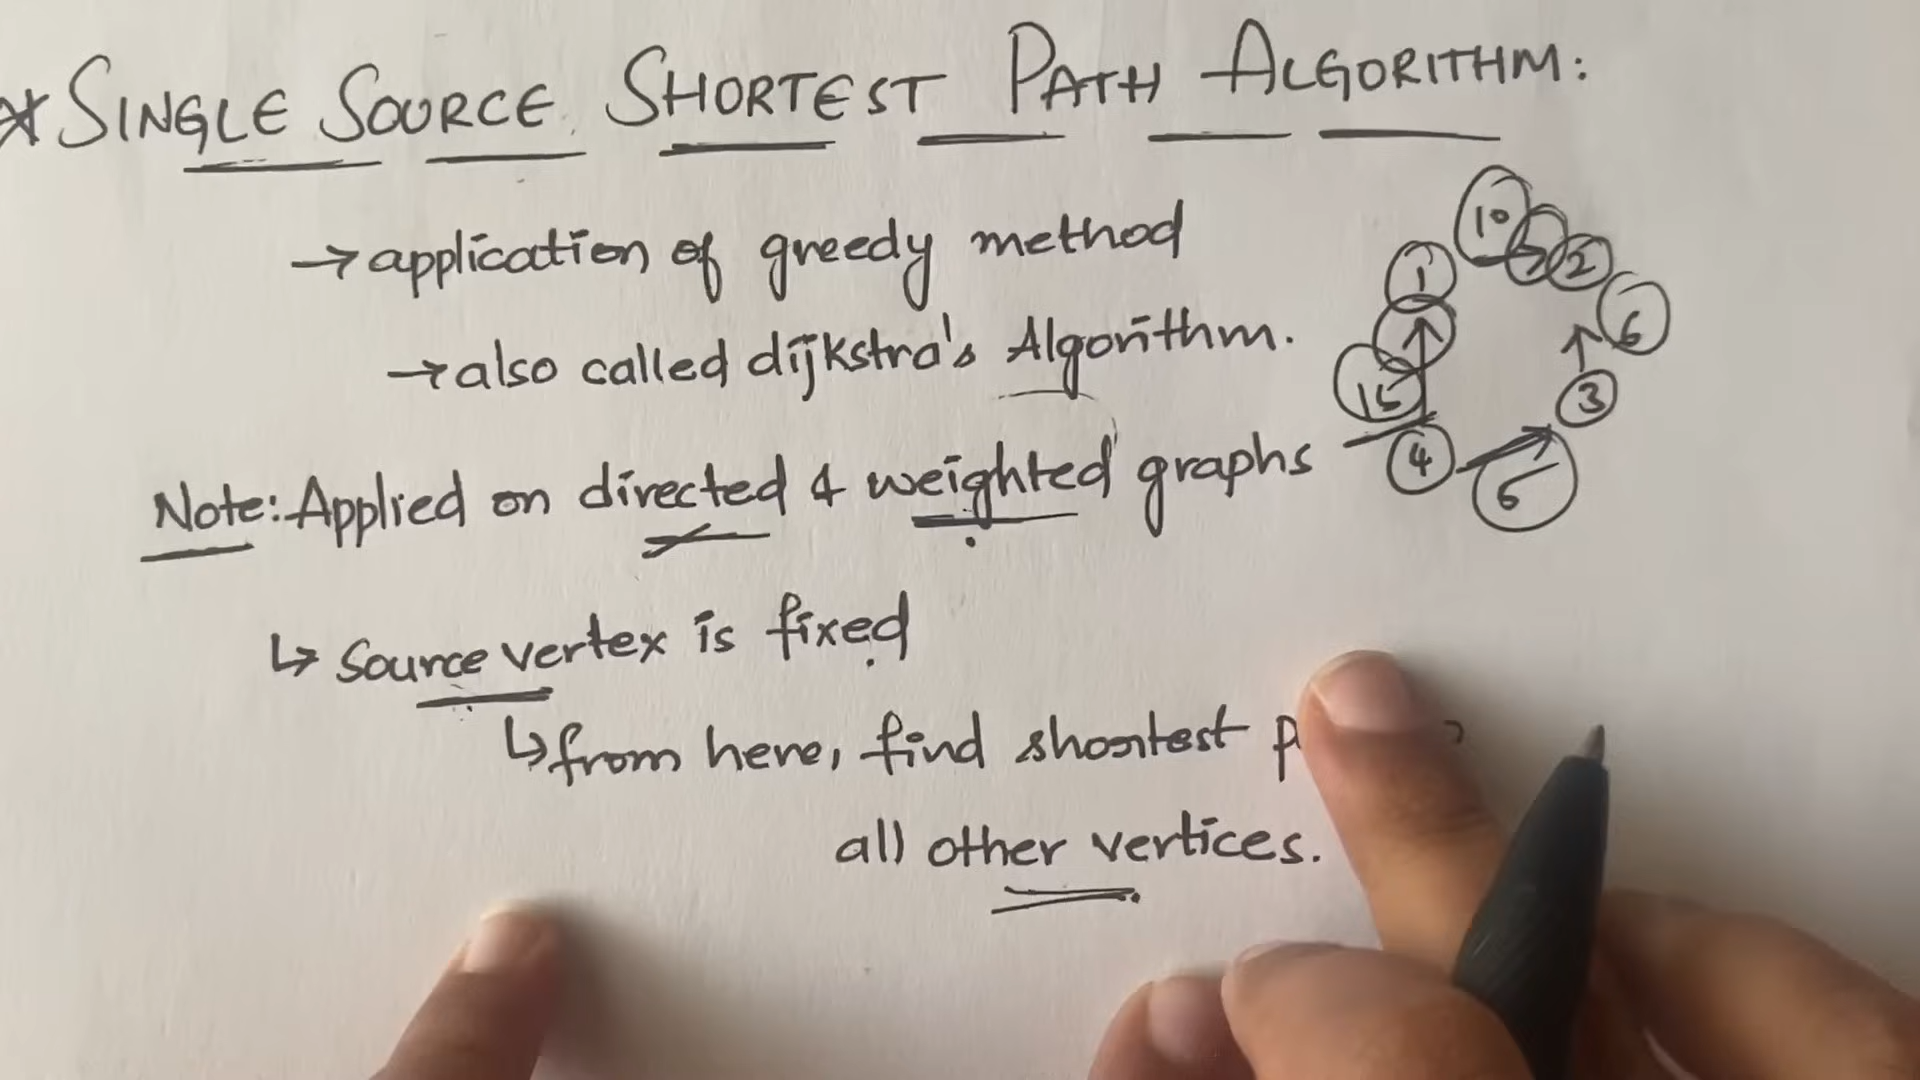 * SINGLE SOURCE SHORTEST PATH ALGORITHM:
→ application of greedy method
→ also called dijkstra's Algorithm.
Note: Applied on directed & weighted graphs
↳ source vertex is fixed
↳ from here, find shortest
all other vertices.
10
1
2
6
15
3
4